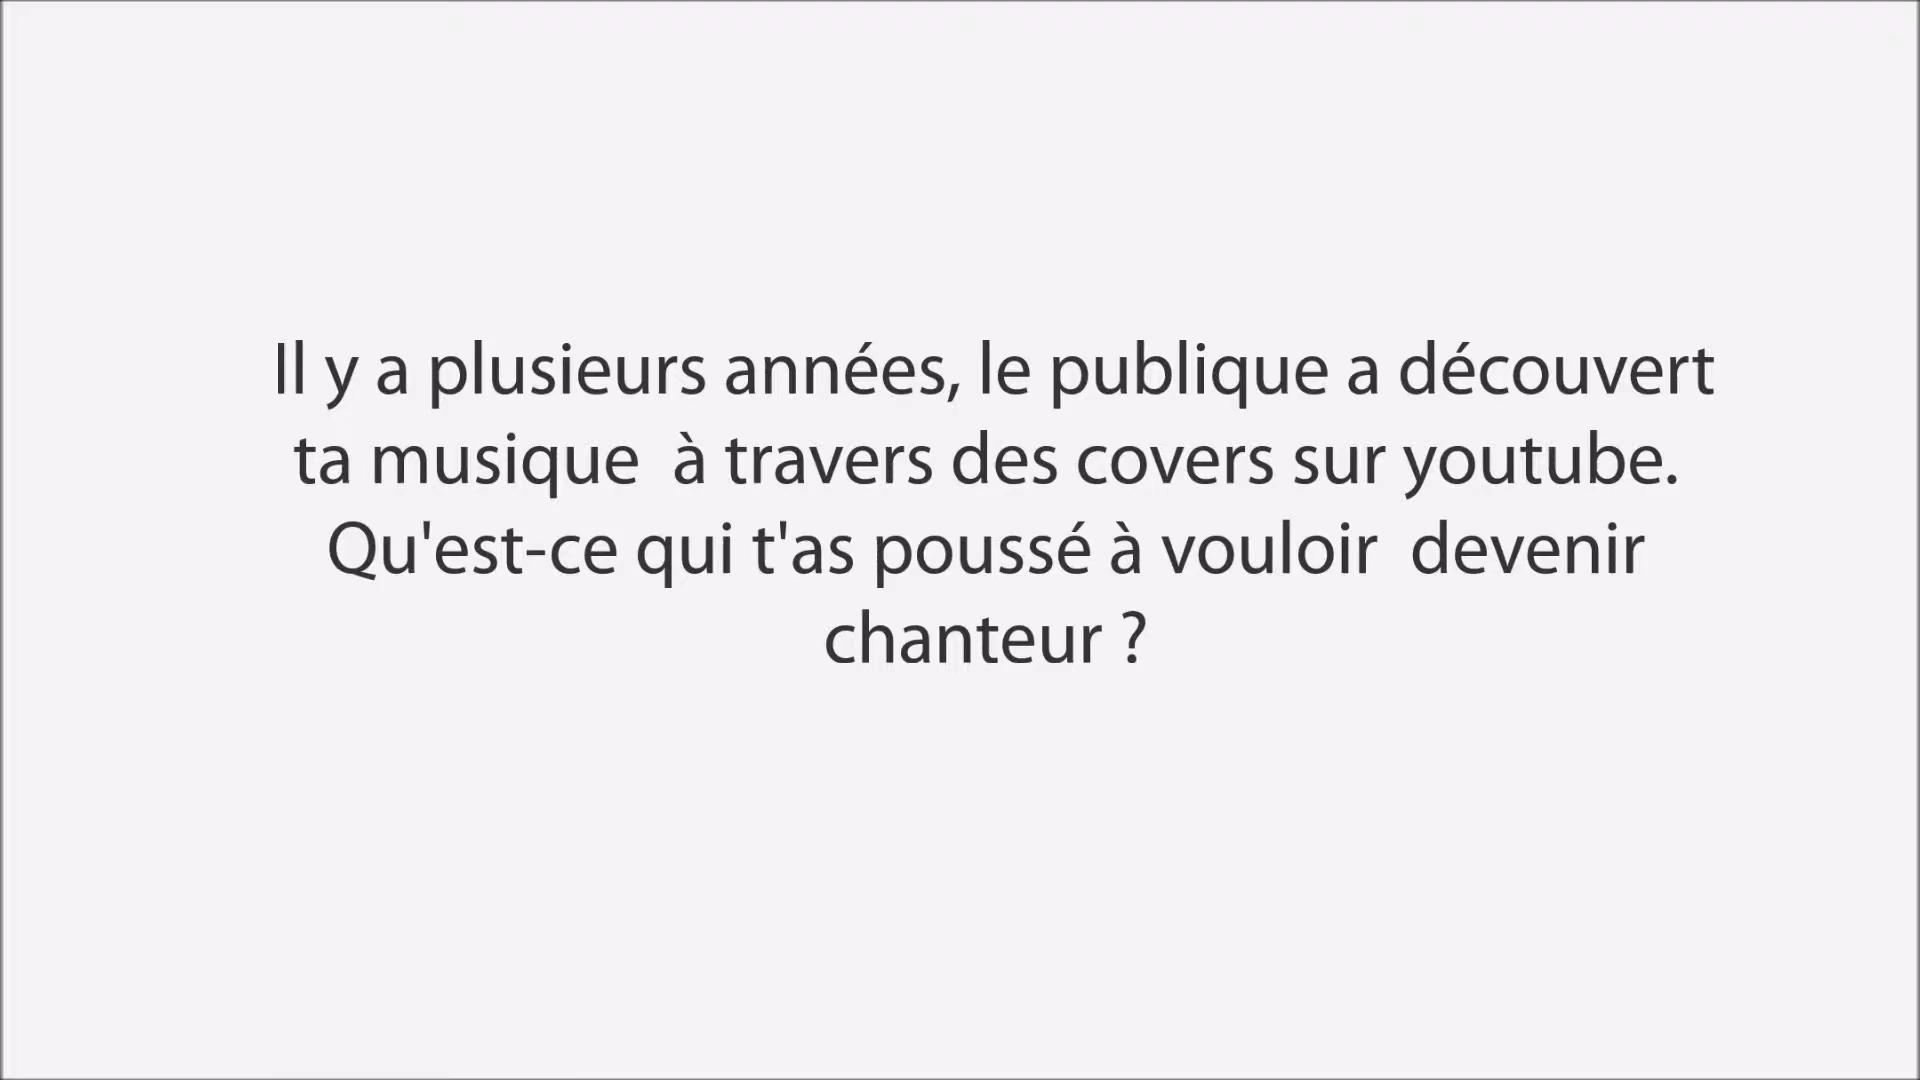 Il y a plusieurs années, le publique a découvert
ta musique  à travers des covers sur youtube.
Qu'est-ce qui t'as poussé à vouloir  devenir
chanteur ?